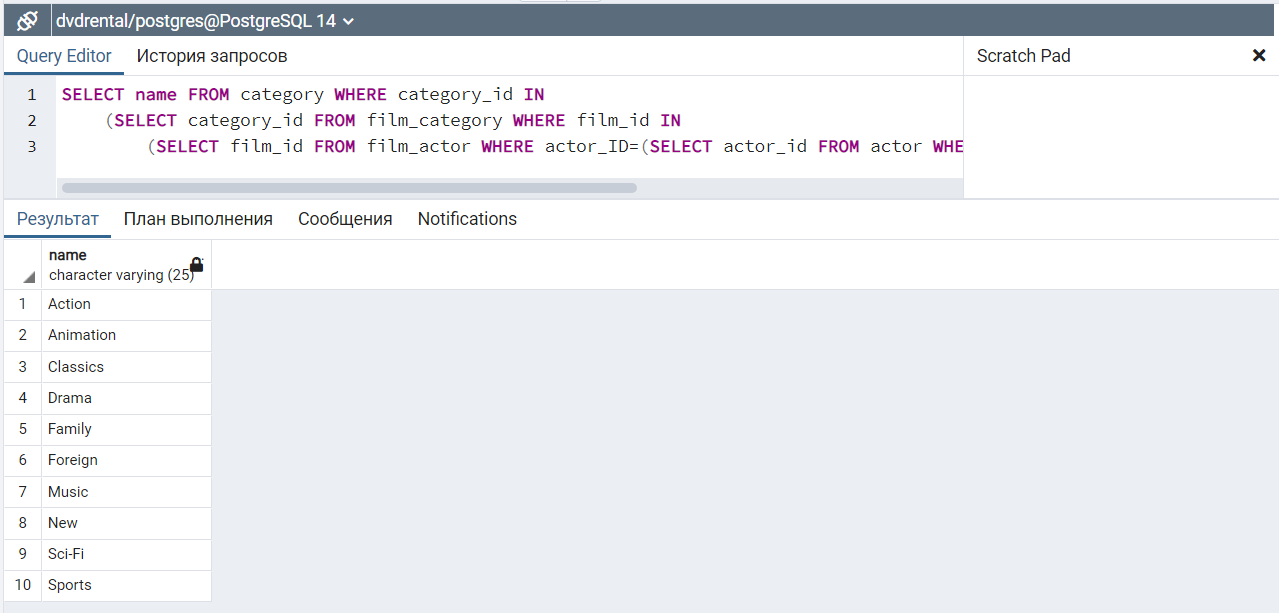 dvdrental/postgres@PostgreSQL 14
Query Editor История запросов Scratch Pad
1 SELECT name FROM category WHERE category_id IN
2 (SELECT category_id FROM film_category WHERE film_id IN
3 (SELECT film_id FROM film_actor WHERE actor_ID=(SELECT actor_id FROM actor WHE
Результат План выполнения Сообщения Notifications
name
character varying (25)
1 Action
2 Animation
3 Classics
4 Drama
5 Family
6 Foreign
7 Music
8 New
9 Sci-Fi
10 Sports